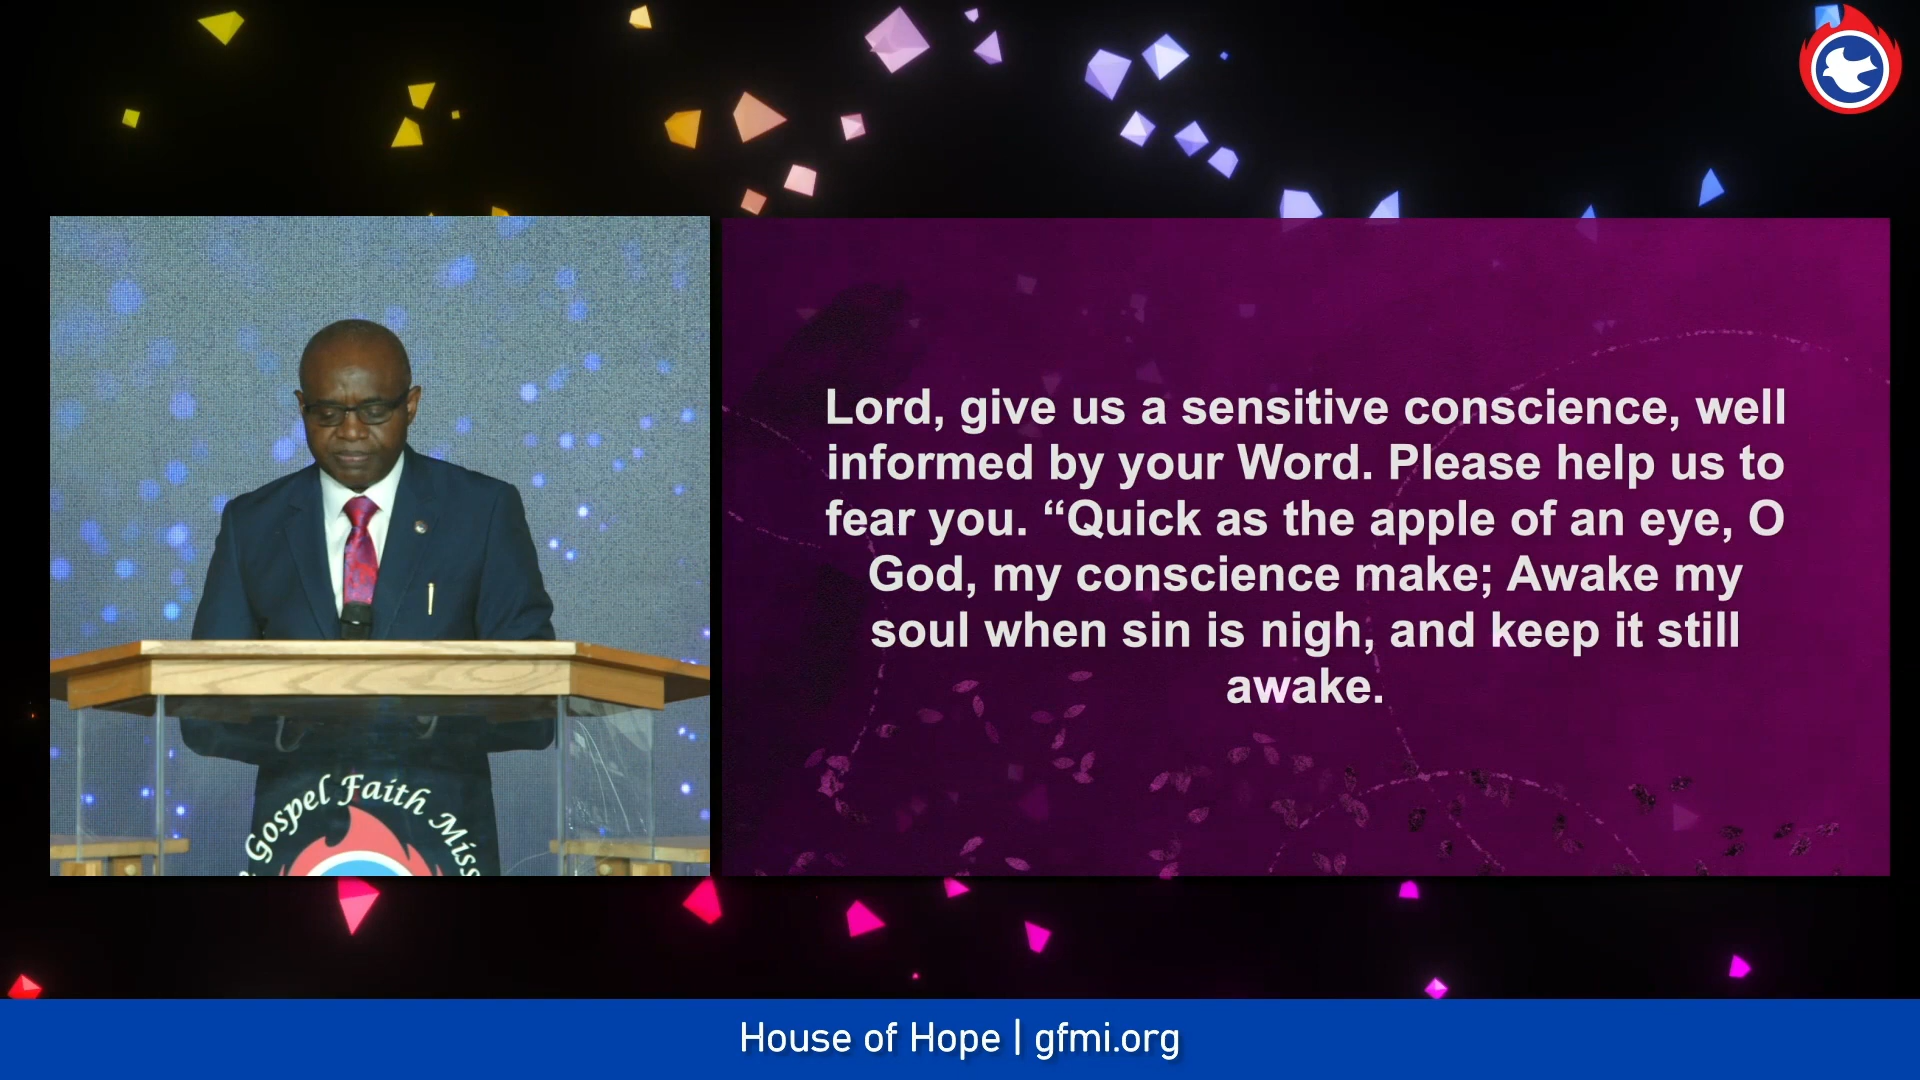 Lord, give us a sensitive conscience, well
informed by your Word. Please help us to
fear you. “Quick as the apple of an eye, O
God, my conscience make; Awake my
soul when sin is nigh, and keep it still
awake.
Gospel Faith Miss
House of Hope | gfmi.org